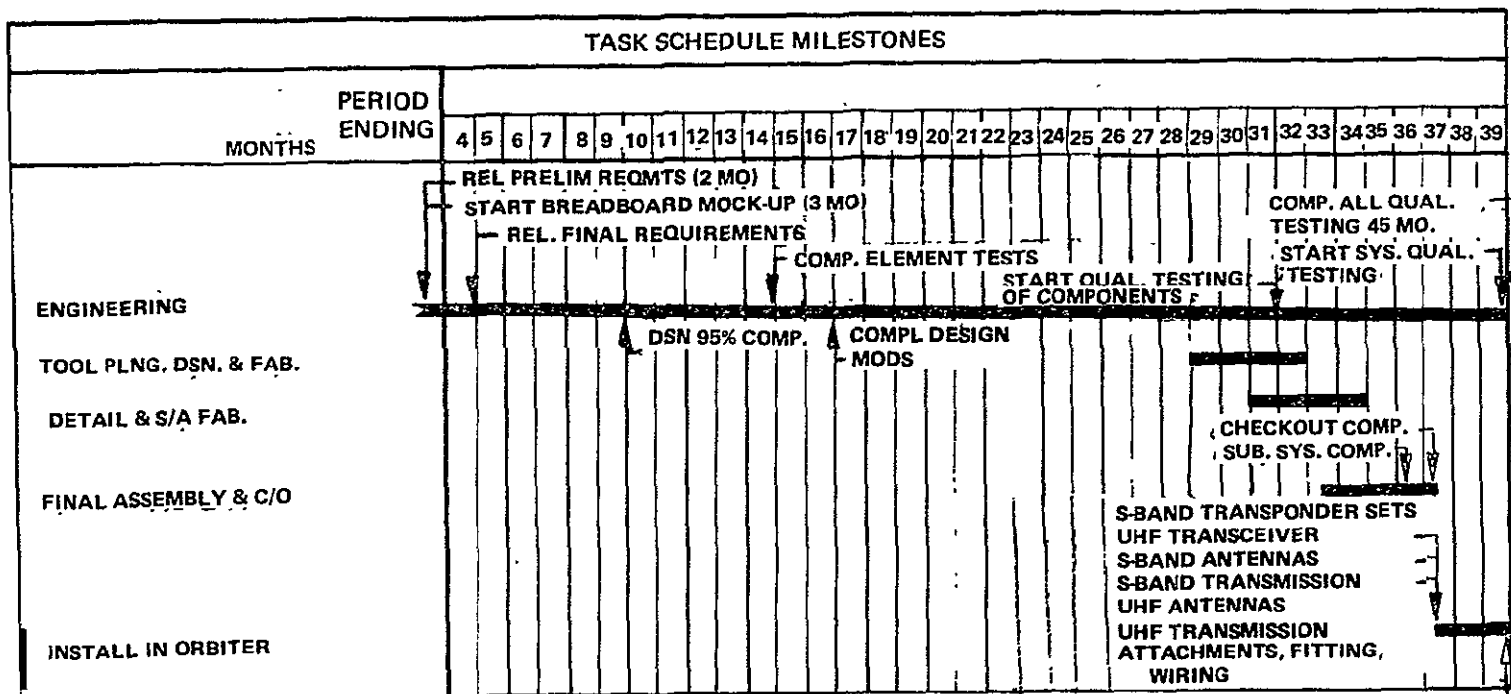 TASK SCHEDULE MILESTONES
PERIOD
ENDING
MONTHS
4 5 6 7 8 9 10 11 12 13 14 15 16 17 18 19 20 21 22 23 24 25 26 27 28 29 30 31 32 33 34 35 36 37 38 39
REL PRELIM REQMTS (2 MO)
START BREADBOARD MOCK-UP (3 MO)
REL. FINAL REQUIREMENTS
COMP. ELEMENT TESTS
COMP. ALL QUAL.
TESTING 45 MO.
START SYS. QUAL.
TESTING
START QUAL. TESTING
OF COMPONENTS
ENGINEERING
DSN 95% COMP.
COMPL DESIGN
MODS
TOOL PLNG. DSN. & FAB.
DETAIL & S/A FAB.
CHECKOUT COMP.
SUB. SYS. COMP.
FINAL ASSEMBLY & C/O
S-BAND TRANSPONDER SETS
UHF TRANSCEIVER
S-BAND ANTENNAS
S-BAND TRANSMISSION
UHF ANTENNAS
UHF TRANSMISSION
ATTACHMENTS, FITTING,
WIRING
INSTALL IN ORBITER